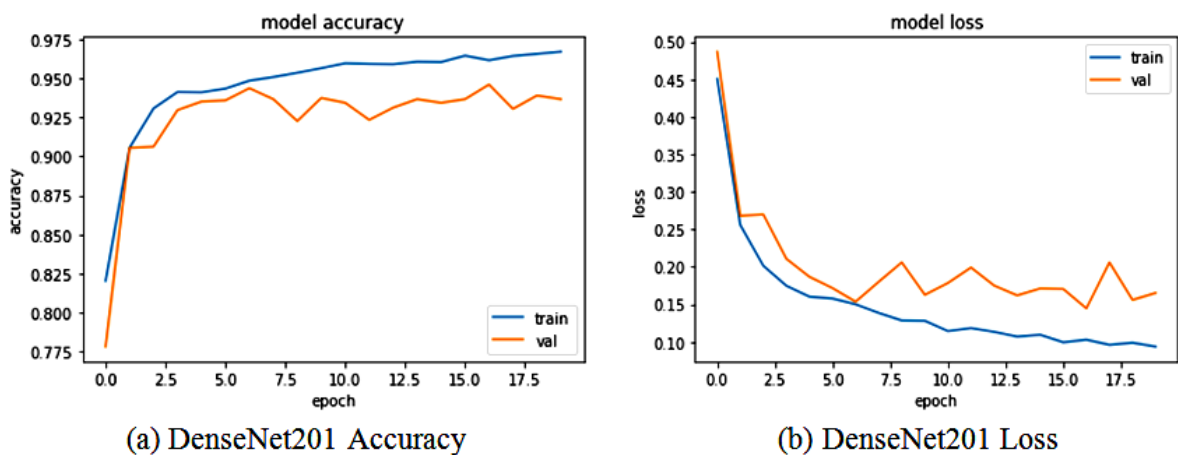 model accuracy
0.975
0.950
0.925
0.900
0.875
0.850
0.825
0.800
0.775
accuracy
train
val
0.0 2.5 5.0 7.5 10.0 12.5 15.0 17.5
epoch
(a) DenseNet201 Accuracy
model loss
0.50
0.45
0.40
0.35
0.30
0.25
0.20
0.15
0.10
loss
train
val
0.0 2.5 5.0 7.5 10.0 12.5 15.0 17.5
epoch
(b) DenseNet201 Loss